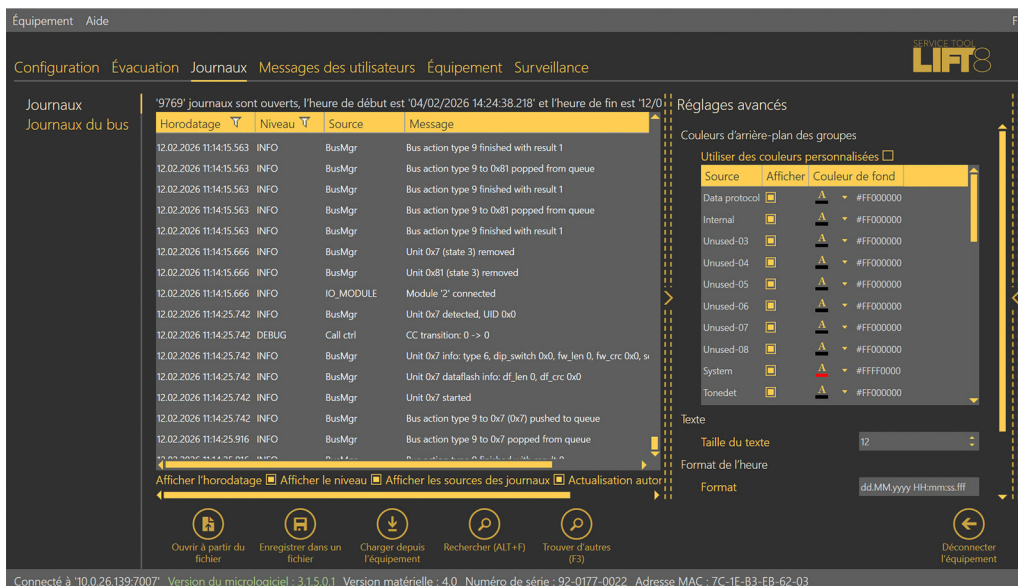 Équipement Aide F
SERVICE TOOL
LIFT8
Configuration Évacuation Journaux Messages des utilisateurs Équipement Surveillance
Journaux
Journaux du bus
'9769' journaux sont ouverts, l'heure de début est '04/02/2026 14:24:38.218' et l'heure de fin est '12/0
Horodatage Niveau Source Message
12.02.2026 11:14:15.563 INFO BusMgr Bus action type 9 finished with result 1
12.02.2026 11:14:15.563 INFO BusMgr Bus action type 9 to 0x81 popped from queue
12.02.2026 11:14:15.563 INFO BusMgr Bus action type 9 finished with result 1
12.02.2026 11:14:15.563 INFO BusMgr Bus action type 9 to 0x81 popped from queue
12.02.2026 11:14:15.563 INFO BusMgr Bus action type 9 finished with result 1
12.02.2026 11:14:15.666 INFO BusMgr Unit 0x7 (state 3) removed
12.02.2026 11:14:15.666 INFO BusMgr Unit 0x81 (state 3) removed
12.02.2026 11:14:15.666 INFO IO_MODULE Module '2' connected
12.02.2026 11:14:25.742 INFO BusMgr Unit 0x7 detected, UID 0x0
12.02.2026 11:14:25.742 DEBUG Call ctrl CC transition: 0 -> 0
12.02.2026 11:14:25.742 INFO BusMgr Unit 0x7 info: type 6, dip_switch 0x0, fw_len 0, fw_crc 0x0, s
12.02.2026 11:14:25.742 INFO BusMgr Unit 0x7 dataflash info: df_len 0, df_crc 0x0
12.02.2026 11:14:25.742 INFO BusMgr Unit 0x7 started
12.02.2026 11:14:25.742 INFO BusMgr Bus action type 9 to 0x7 (0x7) pushed to queue
12.02.2026 11:14:25.916 INFO BusMgr Bus action type 9 to 0x7 popped from queue
Afficher l'horodatage Afficher le niveau Afficher les sources des journaux Actualisation autor
Ouvrir à partir du fichier
Enregistrer dans un fichier
Charger depuis l'équipement
Rechercher (ALT+F)
Trouver d'autres (F3)
Réglages avancés
Couleurs d'arrière-plan des groupes
Utiliser des couleurs personnalisées
Source Afficher Couleur de fond
Data protocol A #FF000000
Internal A #FF000000
Unused-03 A #FF000000
Unused-04 A #FF000000
Unused-05 A #FF000000
Unused-06 A #FF000000
Unused-07 A #FF000000
Unused-08 A #FF000000
System A #FFFF0000
Tonedet A #FF000000
Texte
Taille du texte 12
Format de l'heure
Format dd.MM.yyyy HH:mm:ss.fff
Déconnecter l'équipement
Connecté à '10.0.26.139:7007' Version du micrologiciel : 3.1.5.0.1 Version matérielle : 4.0 Numéro de série : 92-0177-0022 Adresse MAC : 7C-1E-B3-EB-62-03